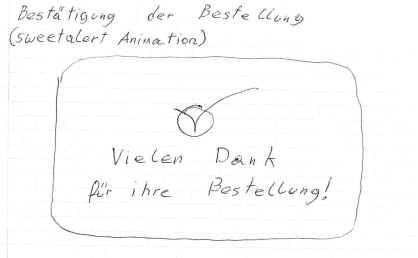 Bestätigung der Bestellung
(sweetalert Animation)
Vielen Dank
für ihre Bestellung!